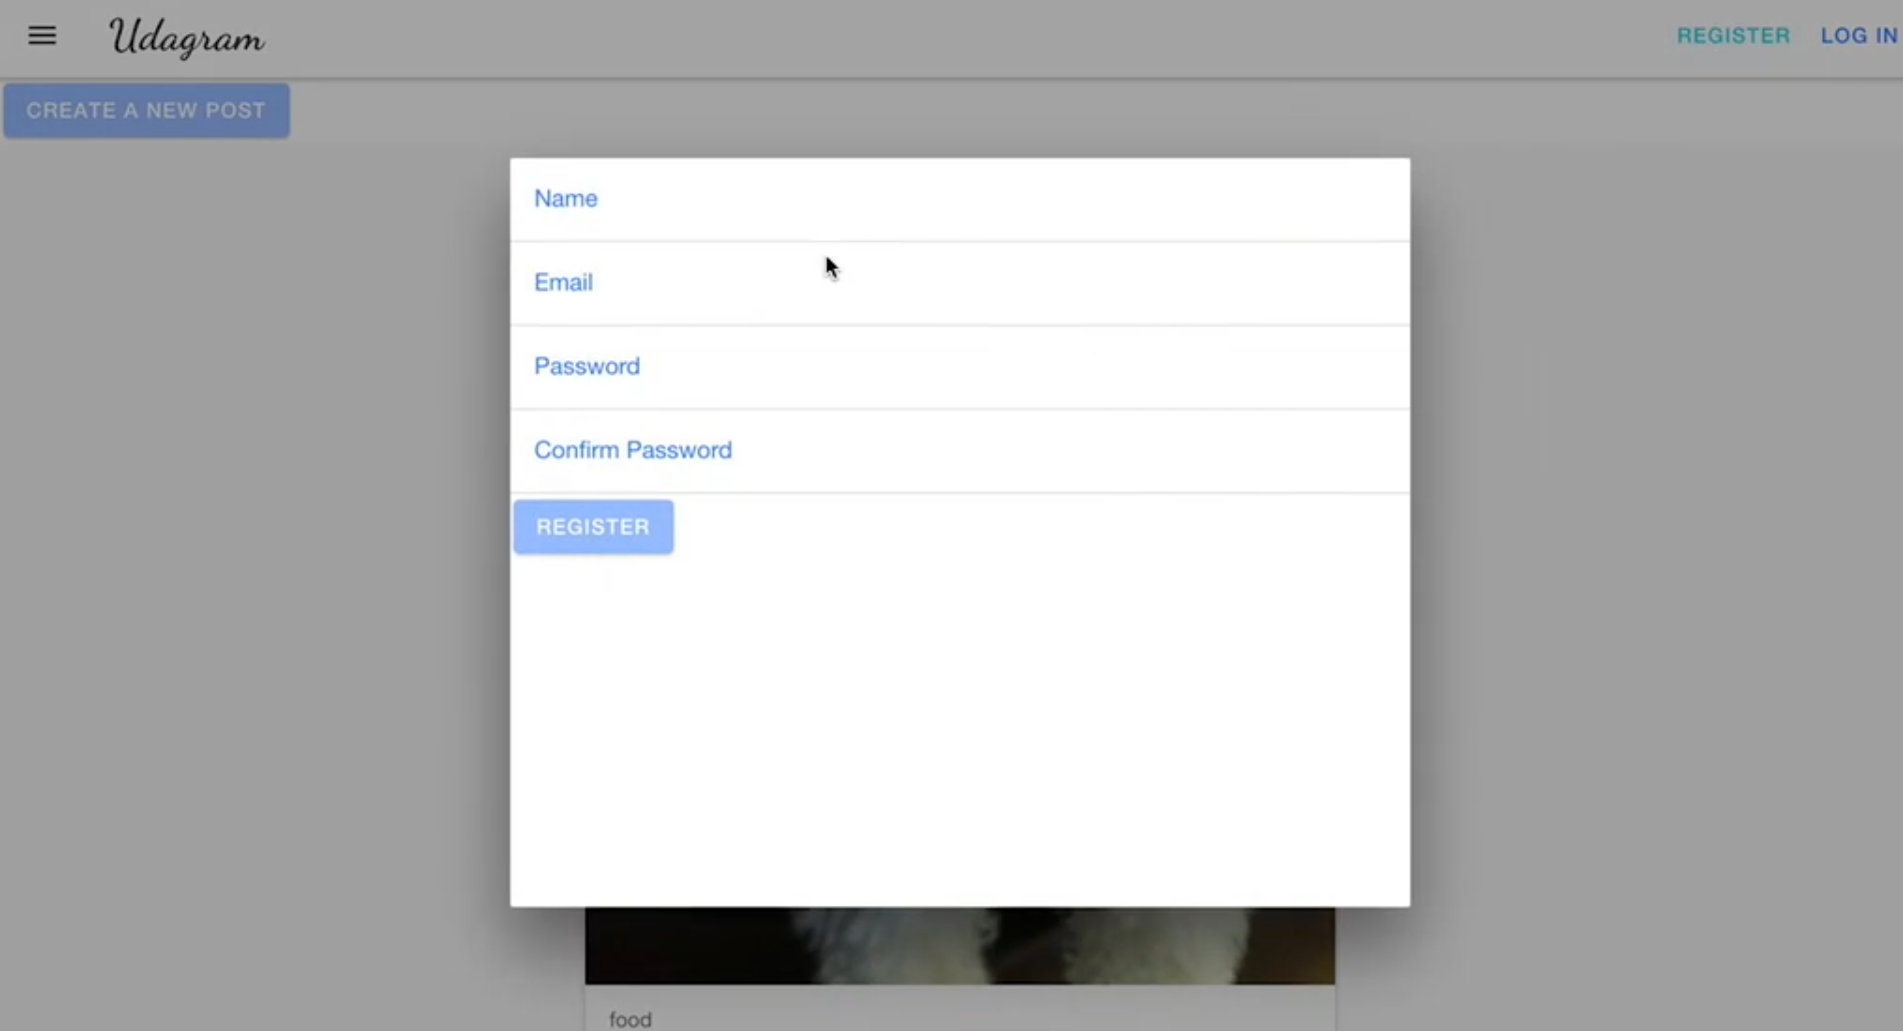 Udagram
REGISTER LOG IN
CREATE A NEW POST
Name
Email
Password
Confirm Password
REGISTER
food